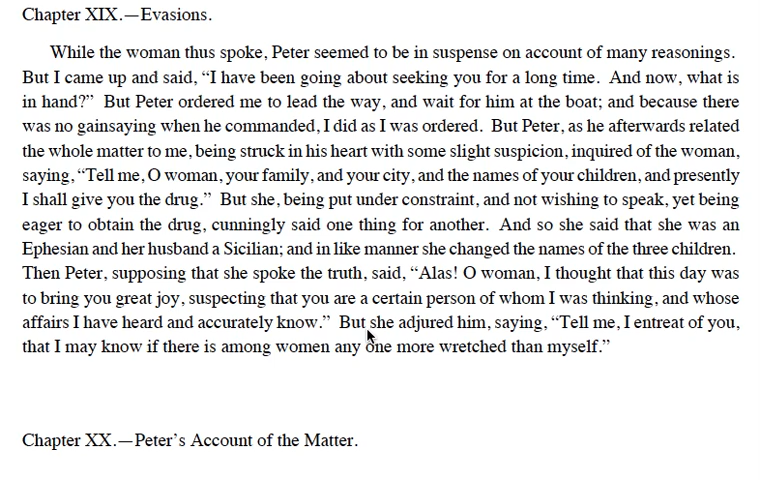 Chapter XIX.—Evasions.
While the woman thus spoke, Peter seemed to be in suspense on account of many reasonings.
But I came up and said, “I have been going about seeking you for a long time.  And now, what is
in hand?”  But Peter ordered me to lead the way, and wait for him at the boat; and because there
was no gainsaying when he commanded, I did as I was ordered.  But Peter, as he afterwards related
the whole matter to me, being struck in his heart with some slight suspicion, inquired of the woman,
saying, “Tell me, O woman, your family, and your city, and the names of your children, and presently
I shall give you the drug.”  But she, being put under constraint, and not wishing to speak, yet being
eager to obtain the drug, cunningly said one thing for another.  And so she said that she was an
Ephesian and her husband a Sicilian; and in like manner she changed the names of the three children.
Then Peter, supposing that she spoke the truth, said, “Alas! O woman, I thought that this day was
to bring you great joy, suspecting that you are a certain person of whom I was thinking, and whose
affairs I have heard and accurately know.”  But she adjured him, saying, “Tell me, I entreat of you,
that I may know if there is among women any one more wretched than myself.”
Chapter XX.—Peter’s Account of the Matter.